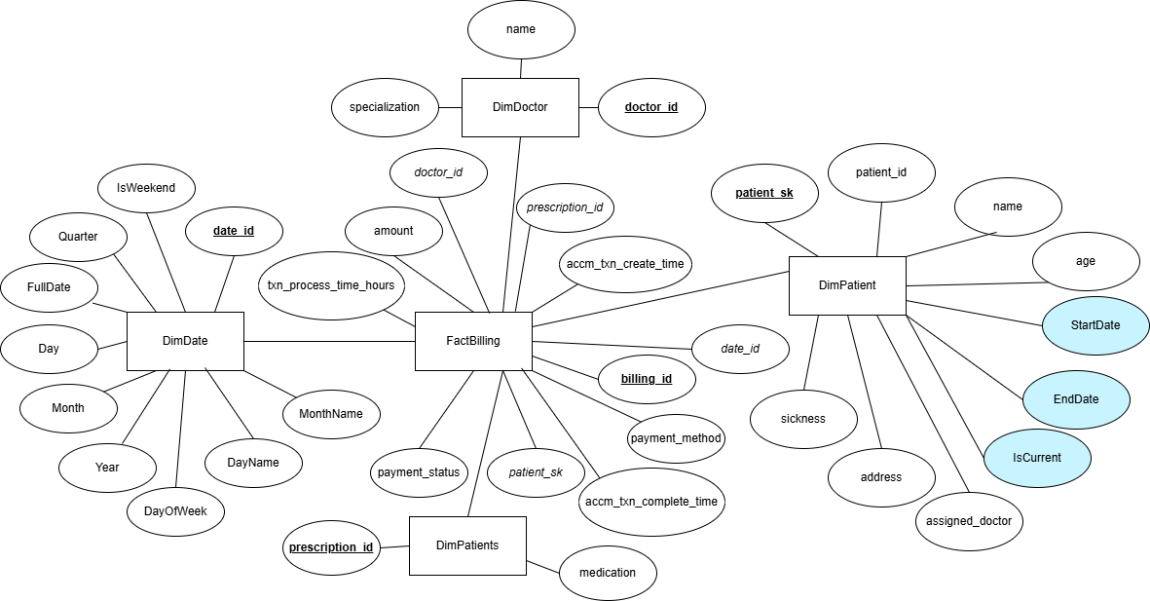 name
specialization
DimDoctor
doctor_id
doctor_id
IsWeekend
patient_id
patient_sk
prescription_id
name
amount
date_id
Quarter
accm_txn_create_time
age
txn_process_time_hours
DimPatient
FullDate
StartDate
DimDate
FactBilling
Day
date_id
billing_id
EndDate
Month
MonthName
sickness
payment_method
IsCurrent
DayName
Year
payment_status
patient_sk
address
accm_txn_complete_time
DayOfWeek
assigned_doctor
prescription_id
DimPatients
medication